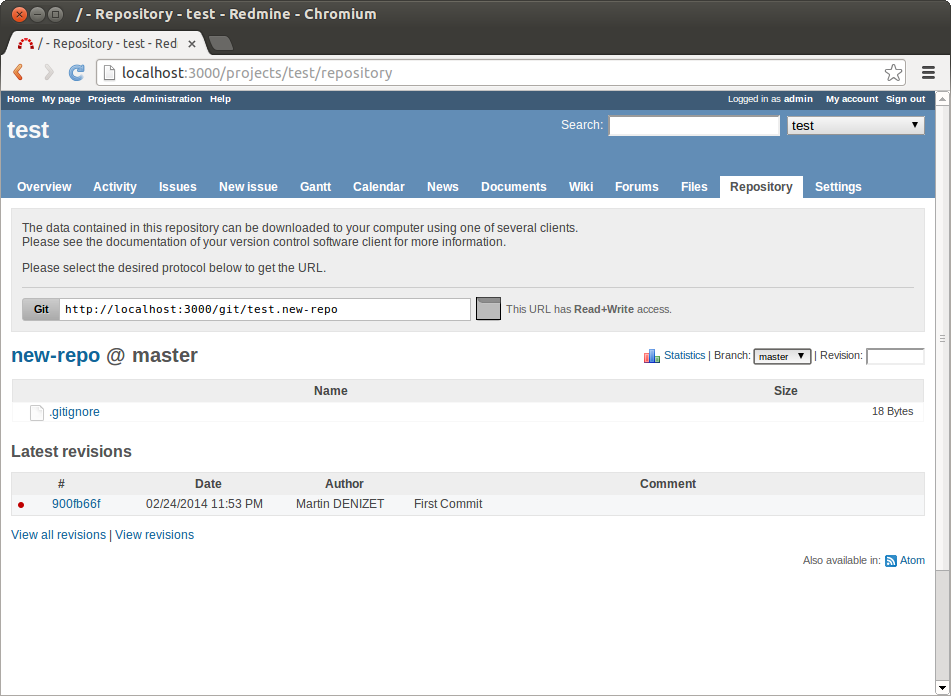 / - Repository - test - Redmine - Chromium
/ - Repository - test - Red
localhost:3000/projects/test/repository
Home My page Projects Administration Help Logged in as admin My account Sign out
test Search: test
Overview Activity Issues New issue Gantt Calendar News Documents Wiki Forums Files Repository Settings
The data contained in this repository can be downloaded to your computer using one of several clients.
Please see the documentation of your version control software client for more information.
Please select the desired protocol below to get the URL.
Git http://localhost:3000/git/test.new-repo This URL has Read+Write access.
new-repo @ master Statistics | Branch: master | Revision:
Name Size
.gitignore 18 Bytes
Latest revisions
# Date Author Comment
900fb66f 02/24/2014 11:53 PM Martin DENIZET First Commit
View all revisions | View revisions
Also available in: Atom